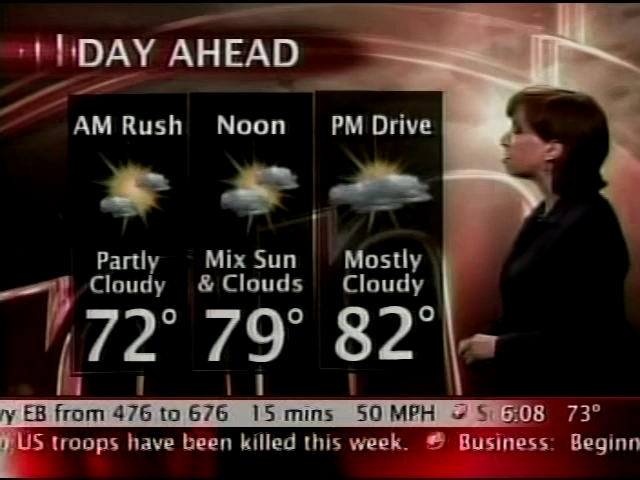 DAY AHEAD
AM Rush
Partly
Cloudy
72°
Noon
Mix Sun
& Clouds
79°
PM Drive
Mostly
Cloudy
82°
EB from 476 to 676 15 mins 50 MPH 6:08 73°
US troops have been killed this week. Business: Beginn